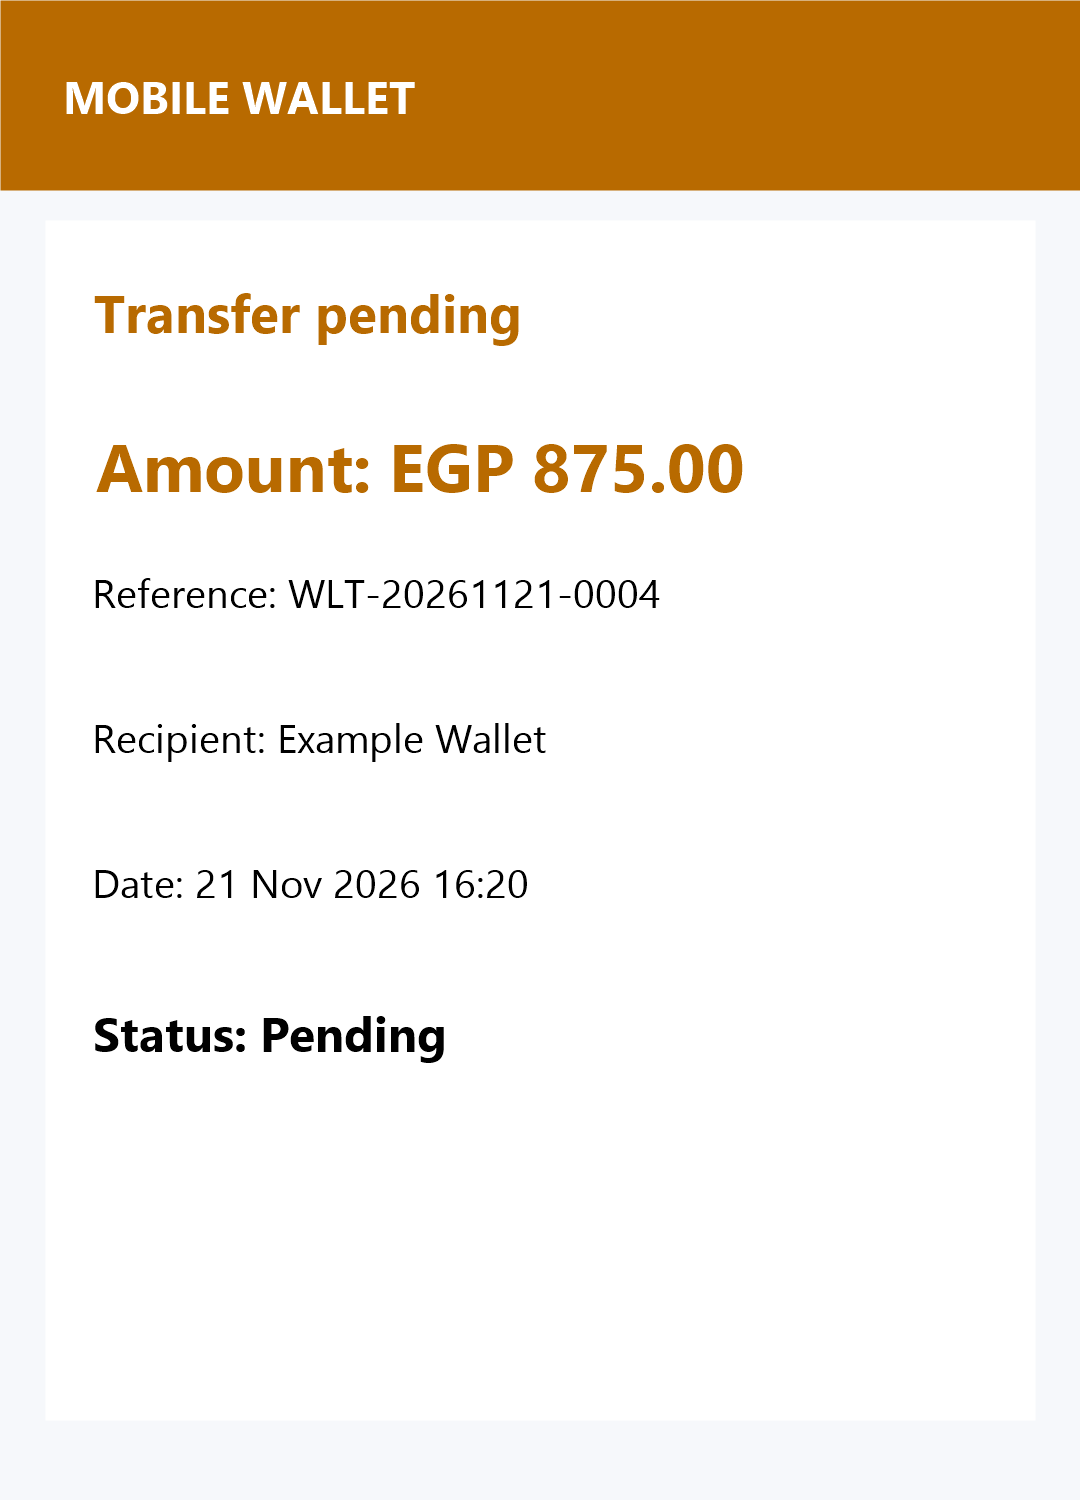 MOBILE WALLET
Transfer pending
Amount: EGP 875.00
Reference: WLT-20261121-0004
Recipient: Example Wallet
Date: 21 Nov 2026 16:20
Status: Pending